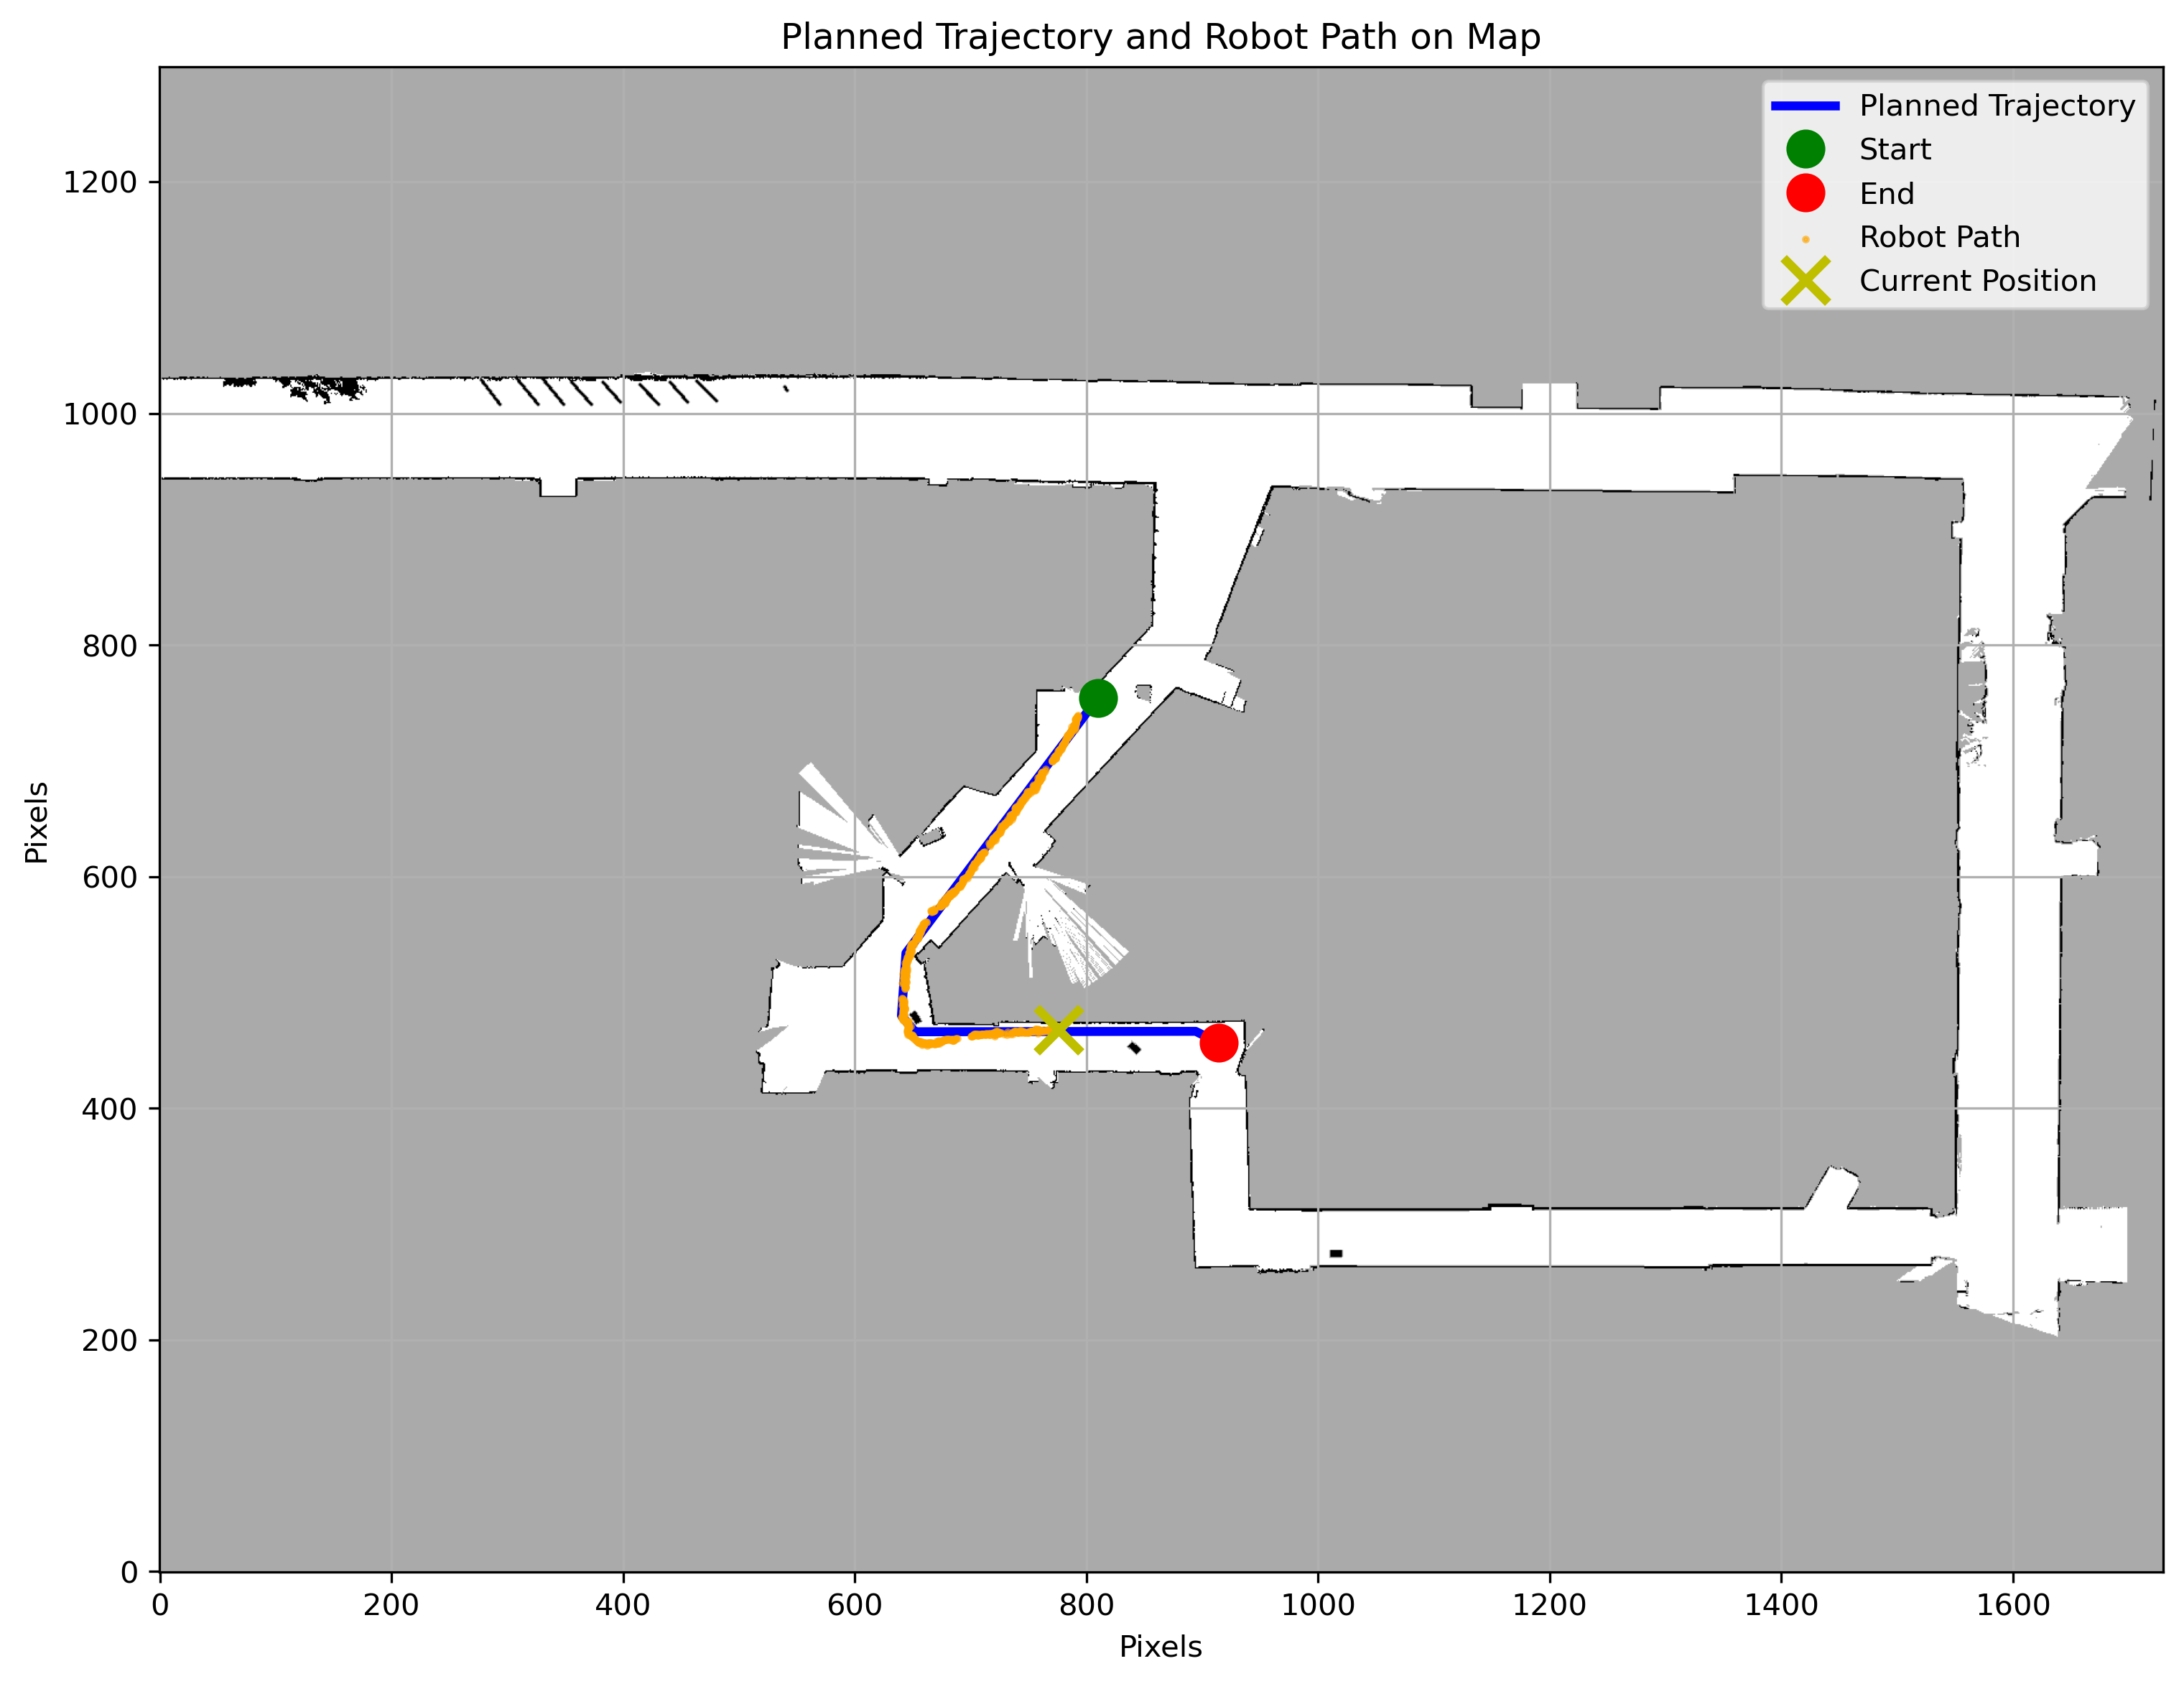 Planned Trajectory and Robot Path on Map
Planned Trajectory
Start
End
Robot Path
Current Position
Pixels
1200
1000
800
600
400
200
0
0 200 400 600 800 1000 1200 1400 1600
Pixels